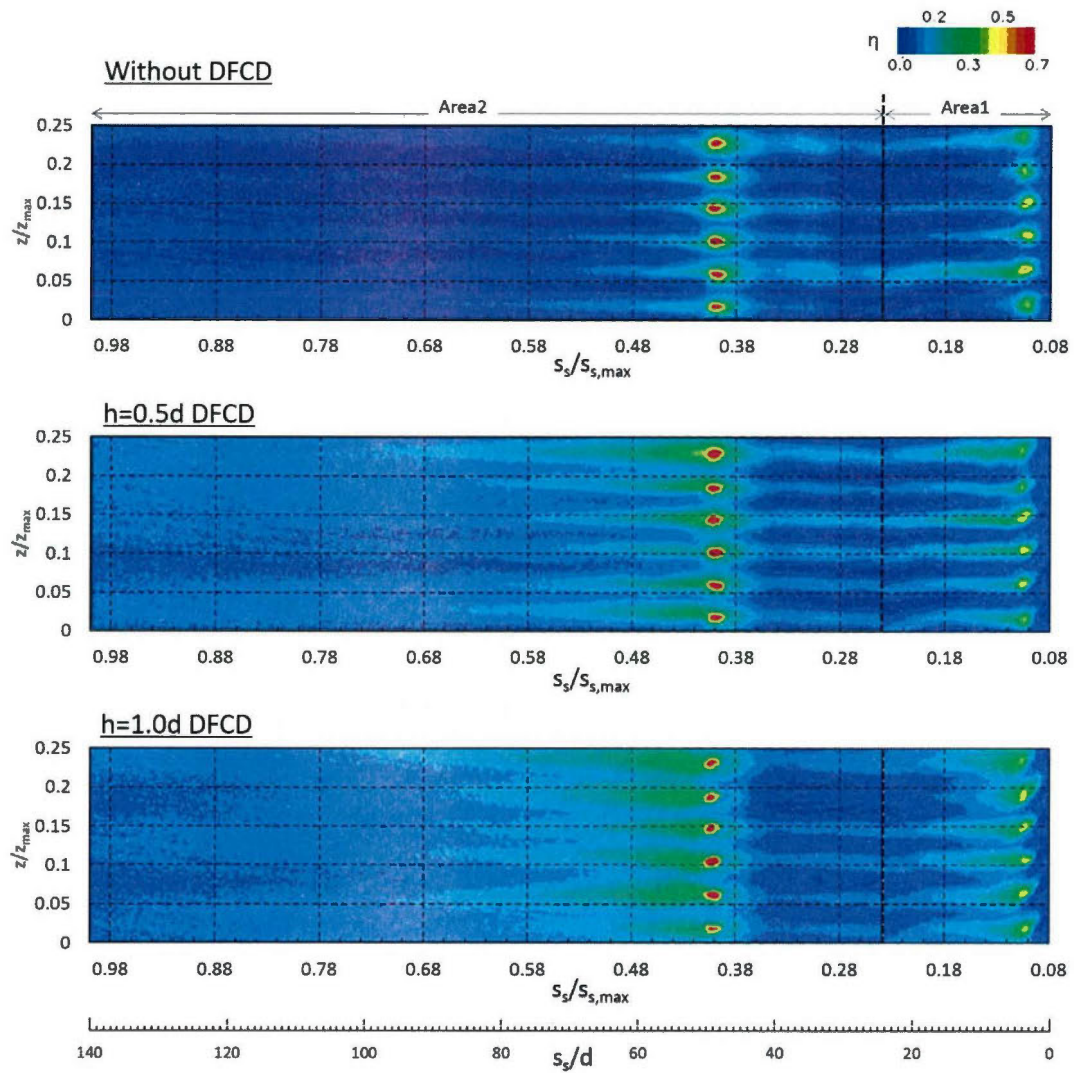 0.2 0.5
η
0.0 0.3 0.7
Without DFCD
Area2 Area1
0.25
0.2
0.15
0.1
0.05
0
z/z_max
0.98 0.88 0.78 0.68 0.58 0.48 0.38 0.28 0.18 0.08
s_s/s_s,max
h=0.5d DFCD
0.25
0.2
0.15
0.1
0.05
0
z/z_max
0.98 0.88 0.78 0.68 0.58 0.48 0.38 0.28 0.18 0.08
s_s/s_s,max
h=1.0d DFCD
0.25
0.2
0.15
0.1
0.05
0
z/z_max
0.98 0.88 0.78 0.68 0.58 0.48 0.38 0.28 0.18 0.08
s_s/s_s,max
140 120 100 80 60 40 20 0
s_s/d